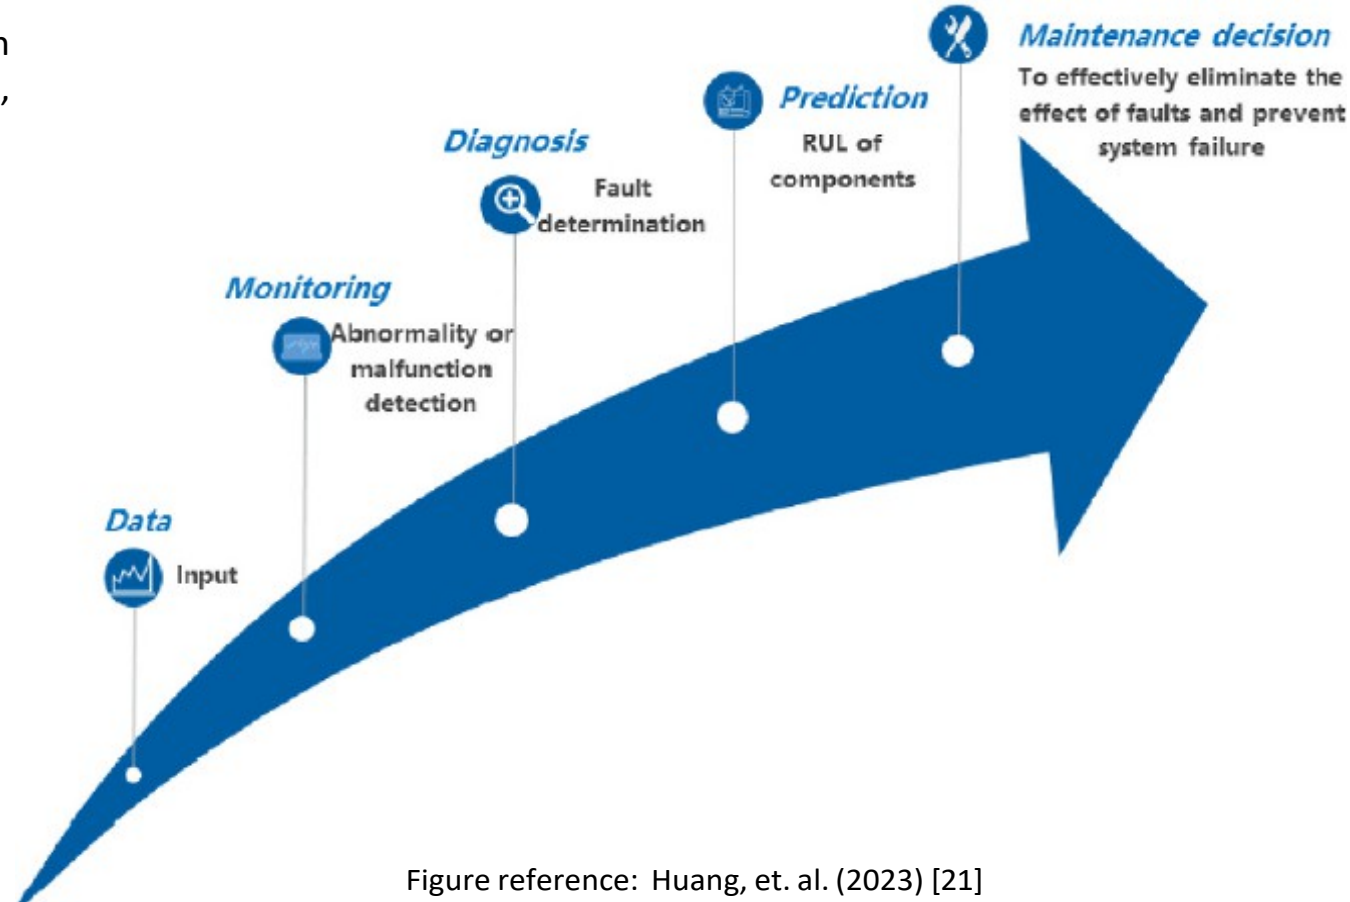 n
,
Maintenance decision
To effectively eliminate the
effect of faults and prevent
system failure
Prediction
RUL of
components
Diagnosis
Fault
determination
Monitoring
Abnormality or
malfunction
detection
Data
Input
Figure reference: Huang, et. al. (2023) [21]